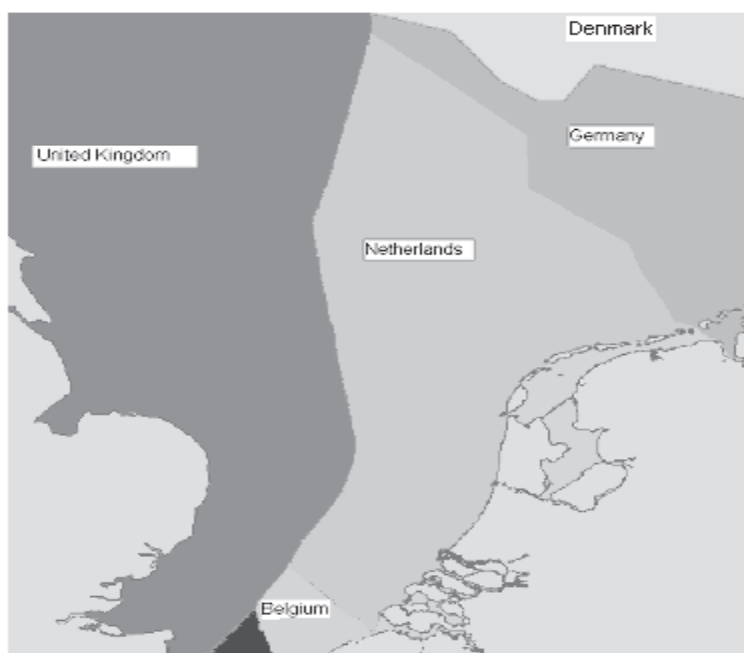 Denmark
Germany
United Kingdom
Netherlands
Belgium